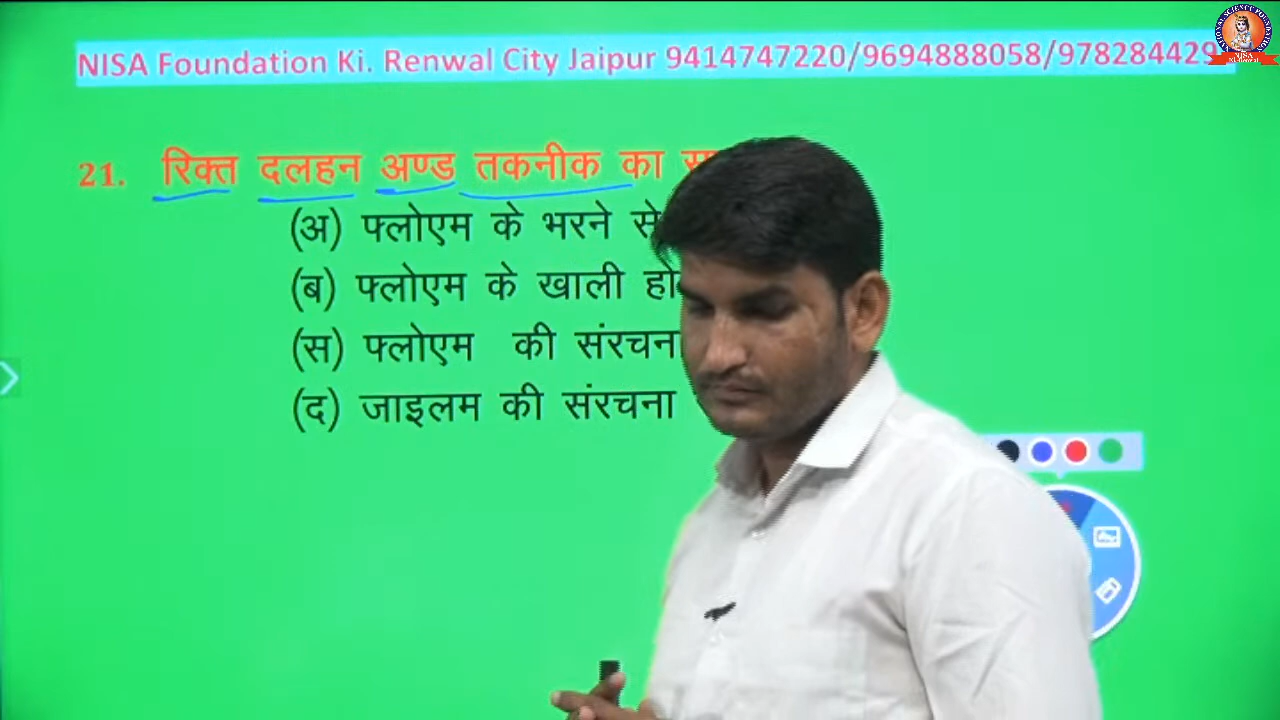 NISA Foundation Ki. Renwal City Jaipur 9414747220/9694888058/978284429
21. रिक्त दलहन अण्ड तकनीक का
(अ) फ्लोएम के भरने से
(ब) फ्लोएम के खाली
(स) फ्लोएम की संरचना
(द) जाइलम की संरचना